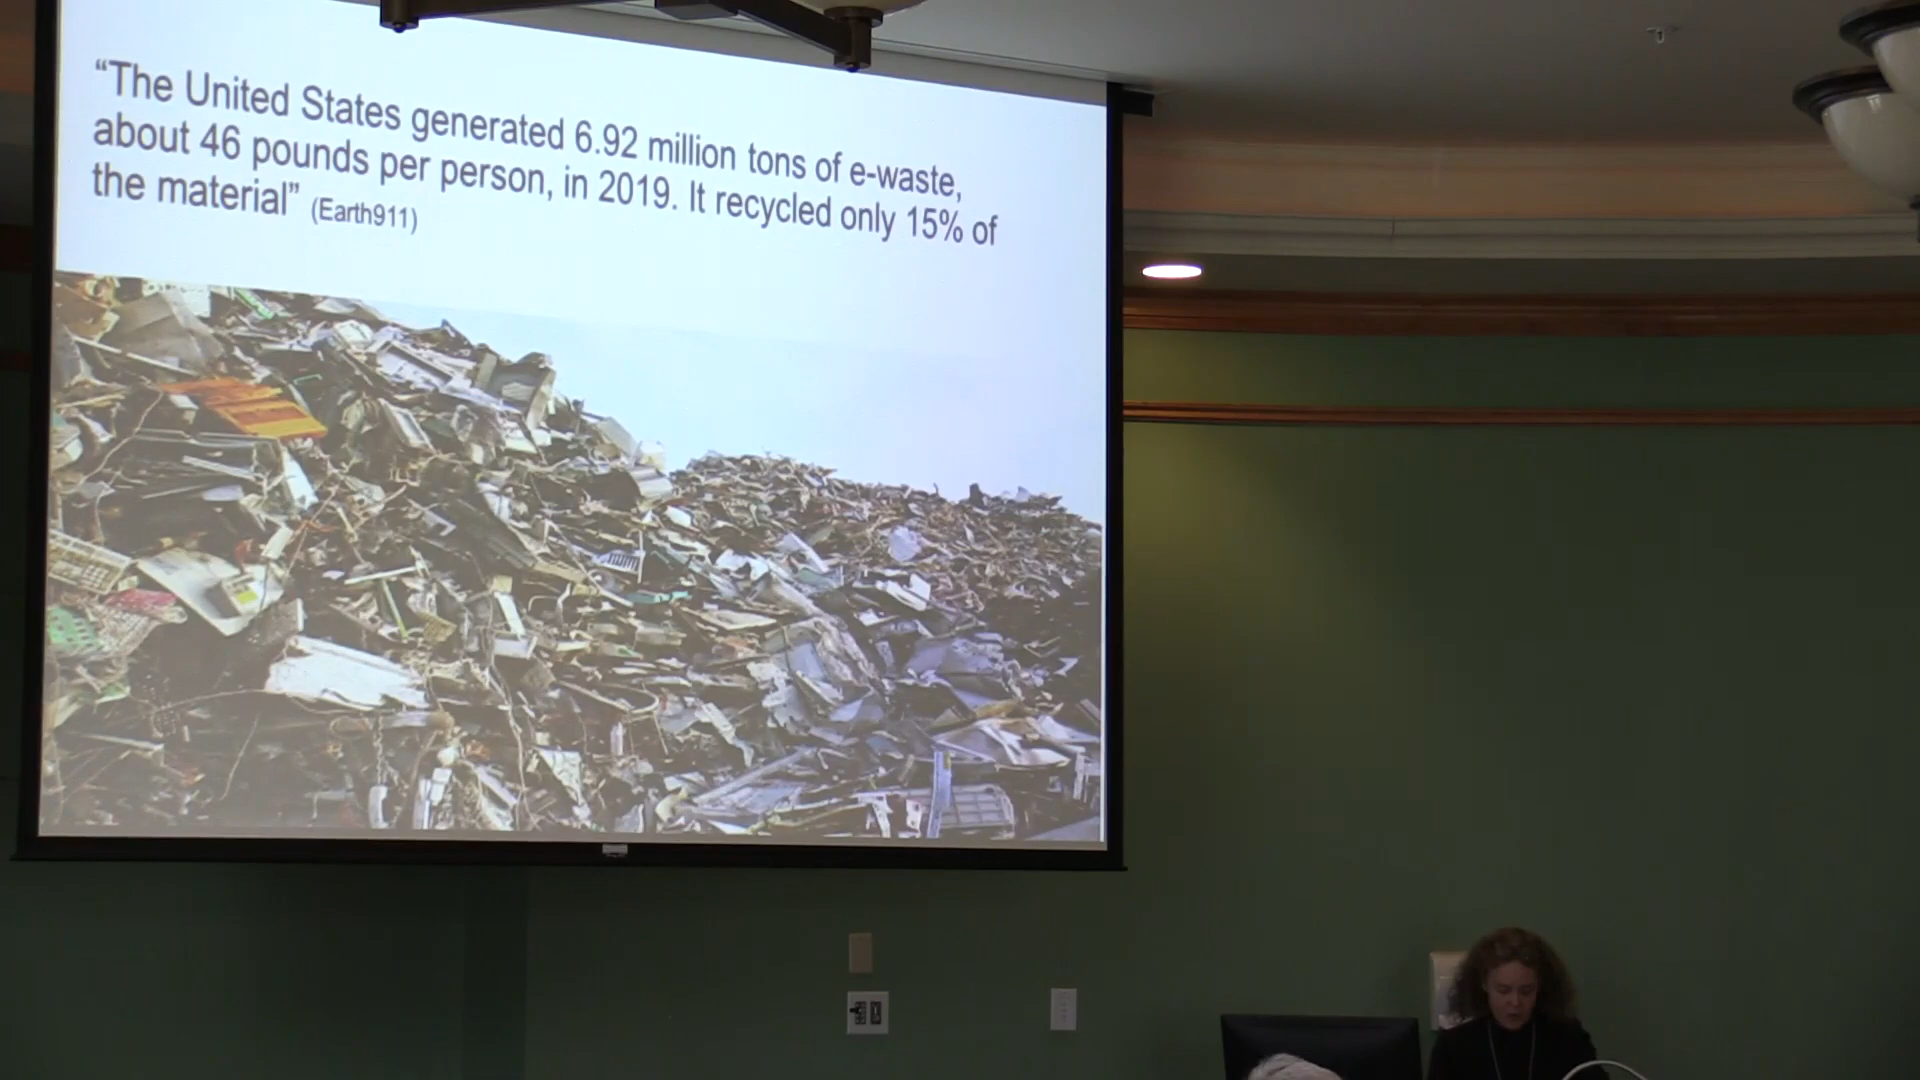 “The United States generated 6.92 million tons of e-waste,
about 46 pounds per person, in 2019. It recycled only 15% of
the material” (Earth911)